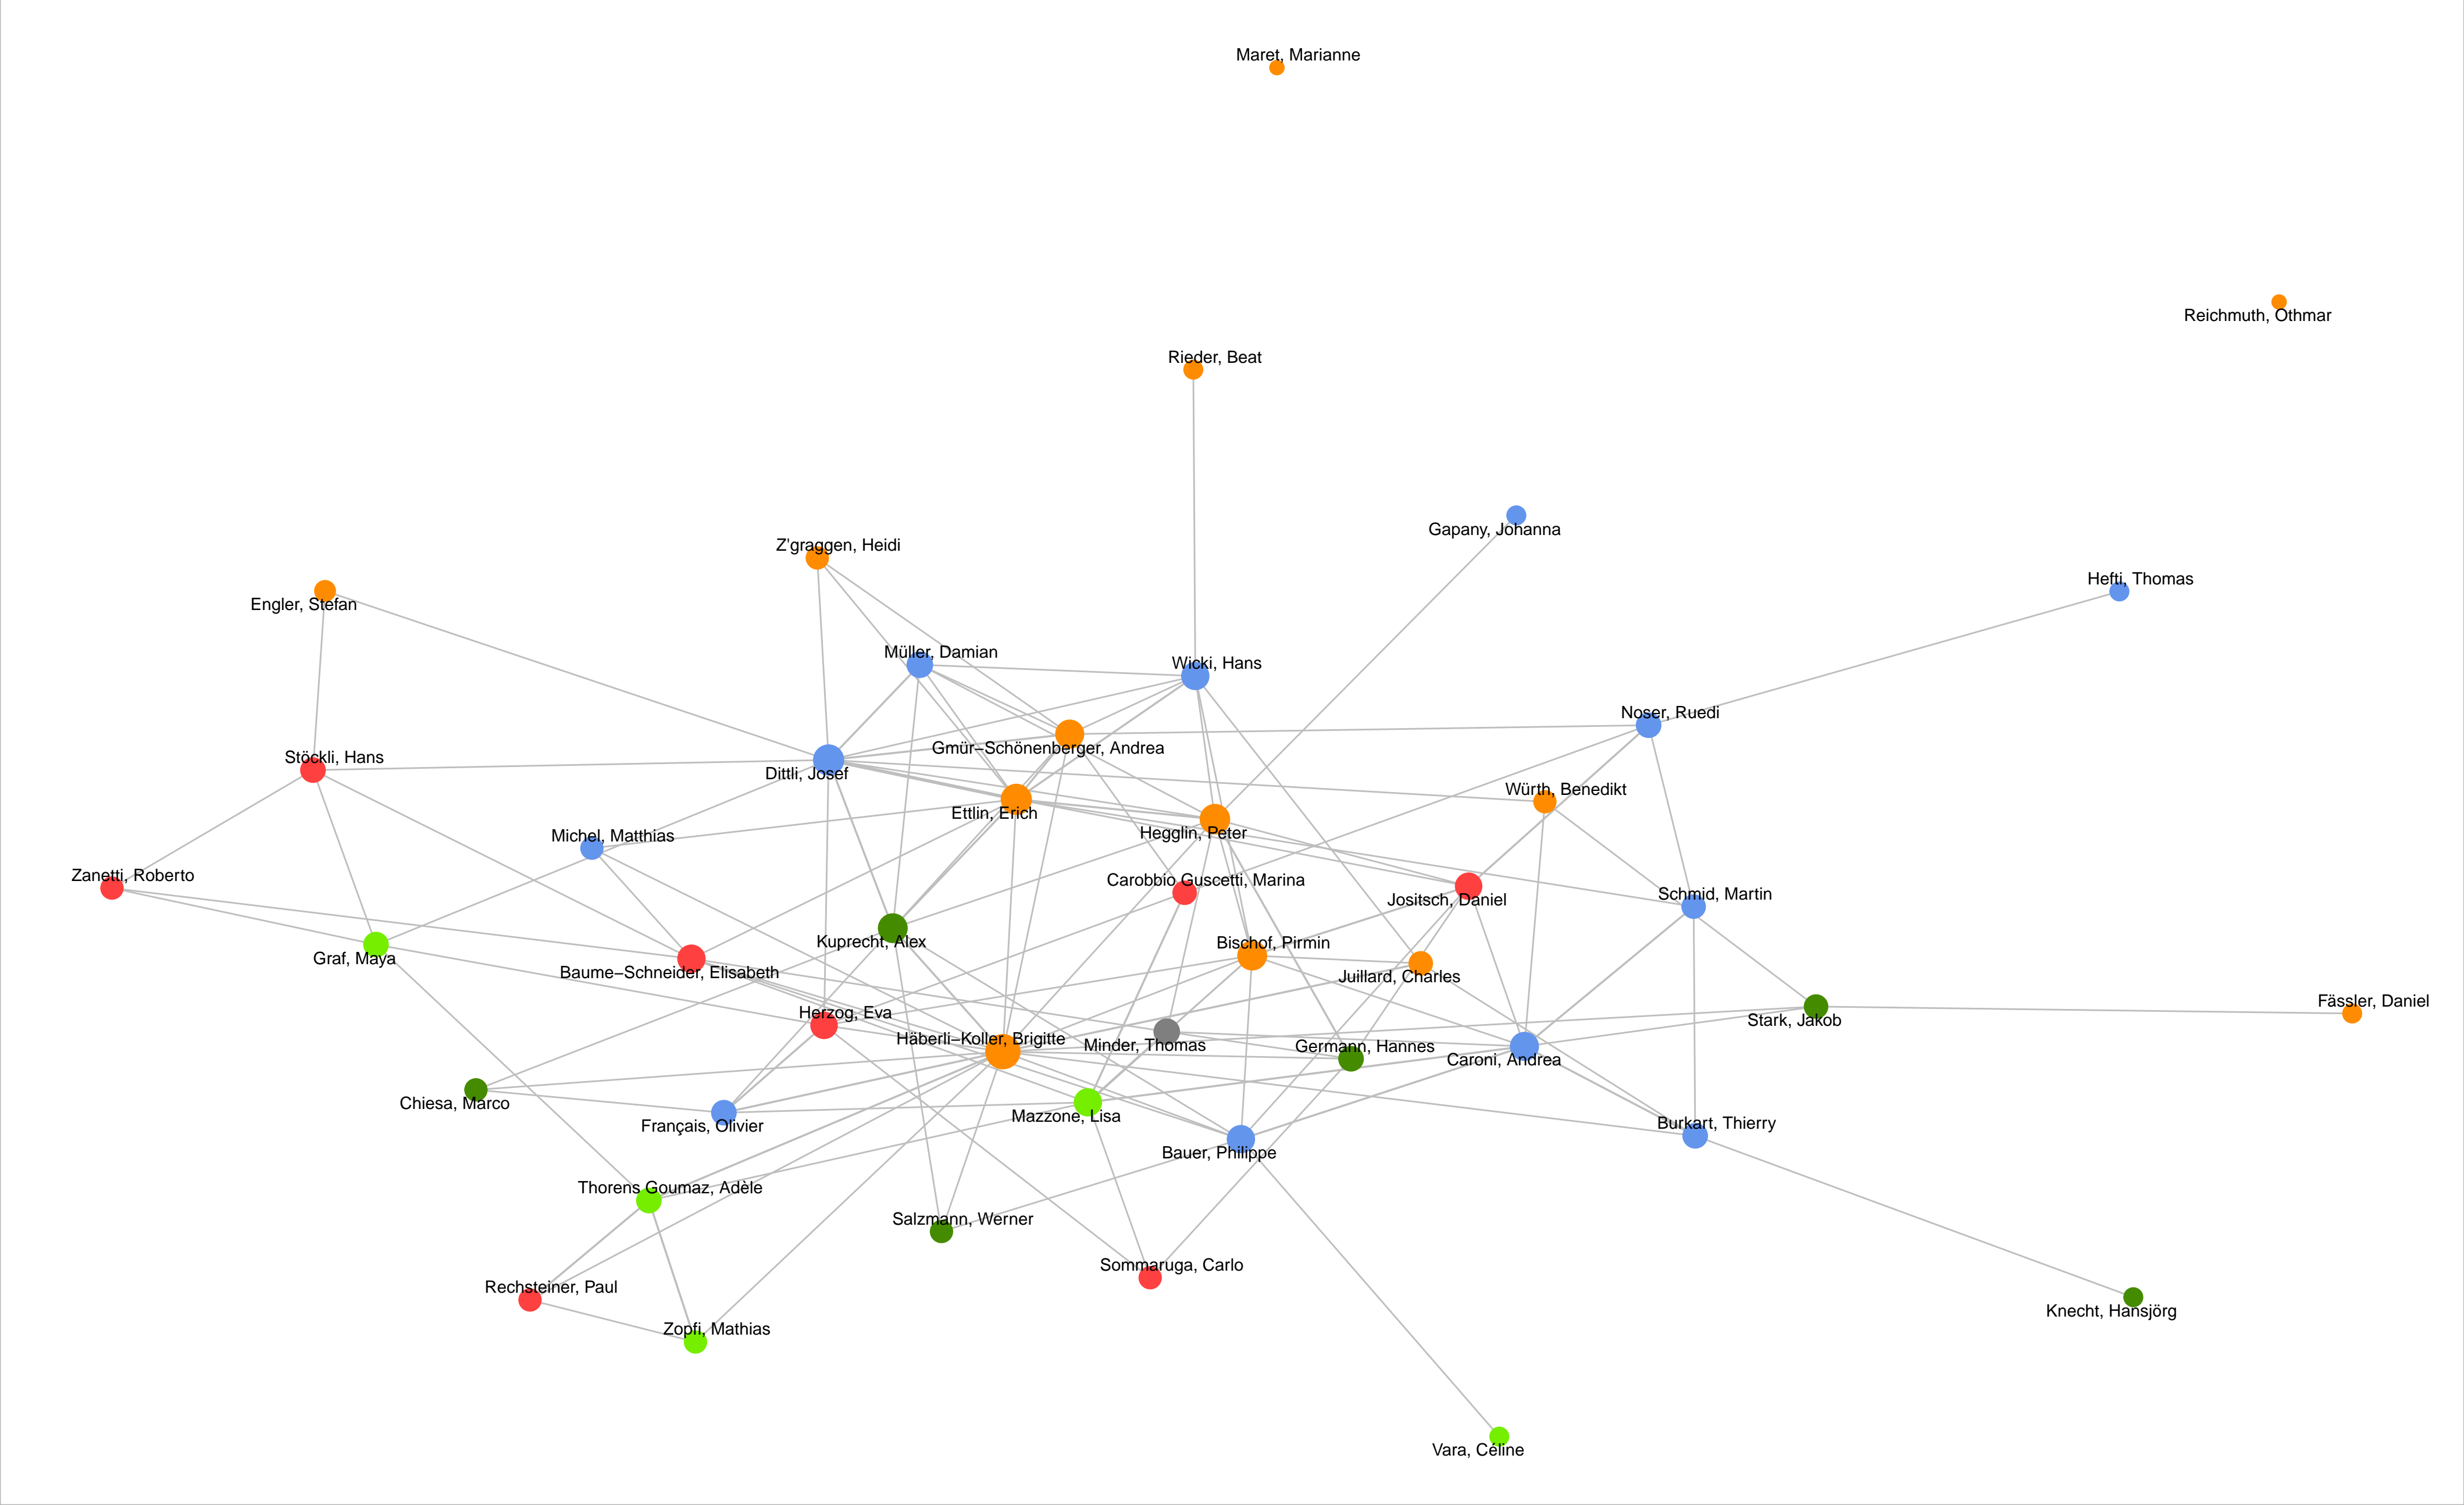 Maret, Marianne
Reichmuth, Othmar
Rieder, Beat
Gapany, Johanna
Z'graggen, Heidi
Hefti, Thomas
Engler, Stefan
Müller, Damian
Wicki, Hans
Noser, Ruedi
Gmür–Schönenberger, Andrea
Stöckli, Hans
Dittli, Josef
Würth, Benedikt
Ettlin, Erich
Hegglin, Peter
Michel, Matthias
Zanetti, Roberto
Carobbio Guscetti, Marina
Schmid, Martin
Jositsch, Daniel
Kuprecht, Alex
Bischof, Pirmin
Graf, Maya
Baume–Schneider, Elisabeth
Juillard, Charles
Fässler, Daniel
Herzog, Eva
Stark, Jakob
Häberli–Koller, Brigitte
Minder, Thomas
Germann, Hannes
Caroni, Andrea
Chiesa, Marco
Mazzone, Lisa
Français, Olivier
Burkart, Thierry
Bauer, Philippe
Thorens Goumaz, Adèle
Salzmann, Werner
Sommaruga, Carlo
Rechsteiner, Paul
Knecht, Hansjörg
Zopfi, Mathias
Vara, Céline